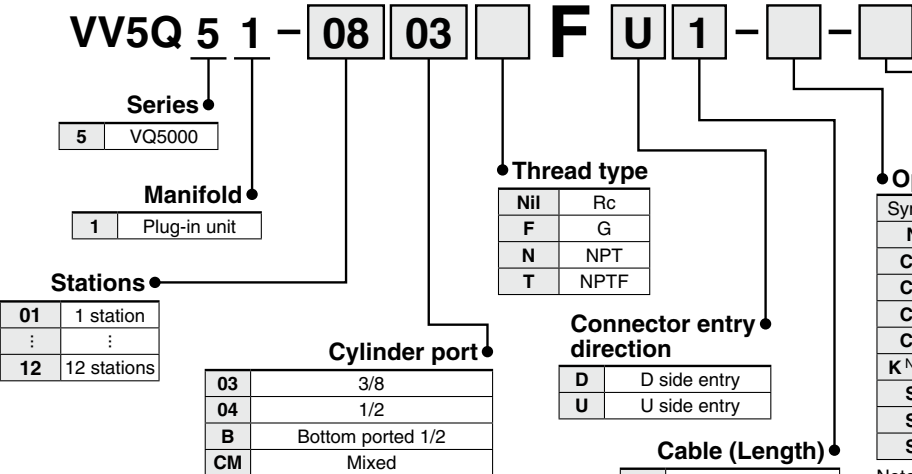 VV5Q 5 1 - 08 03 F U 1 - -
Series
5 VQ5000
Manifold
1 Plug-in unit
Stations
01 1 station
⋮ ⋮
12 12 stations
Cylinder port
03 3/8
04 1/2
B Bottom ported 1/2
CM Mixed
Thread type
Nil Rc
F G
N NPT
T NPTF
Connector entry
direction
D D side entry
U U side entry
Cable (Length)
K